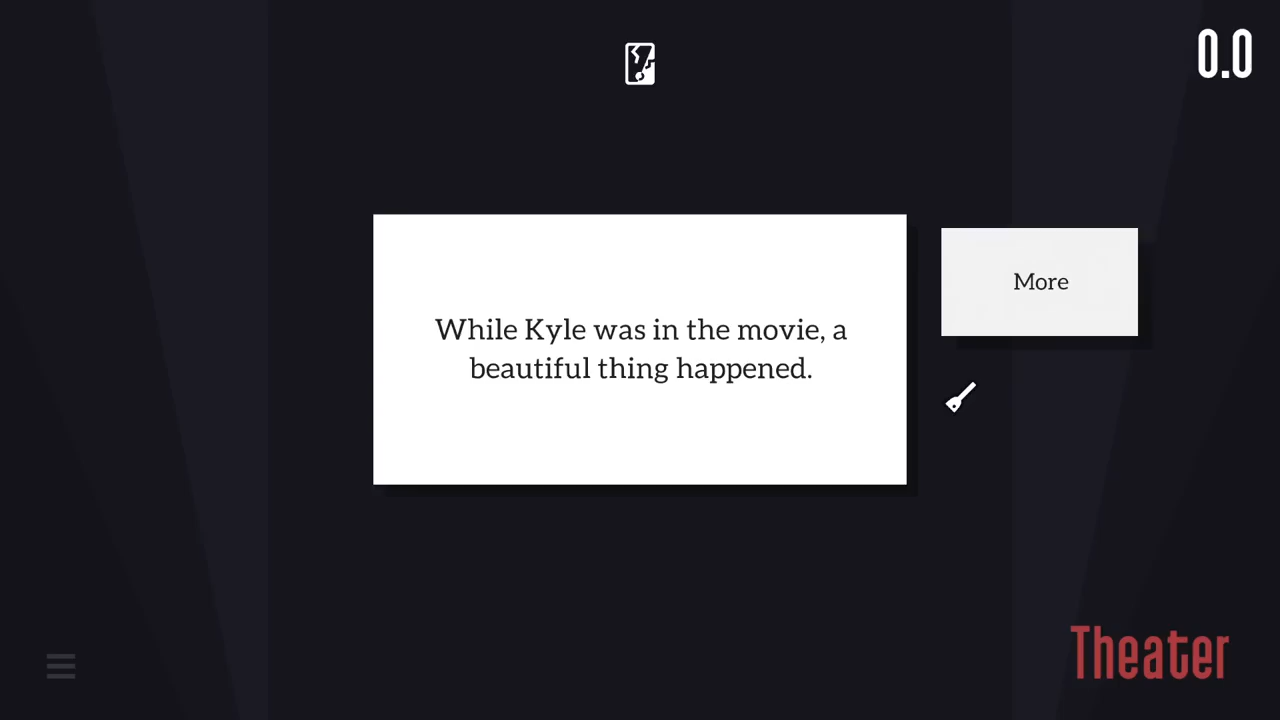 0.0
While Kyle was in the movie, a
beautiful thing happened.
More
Theater